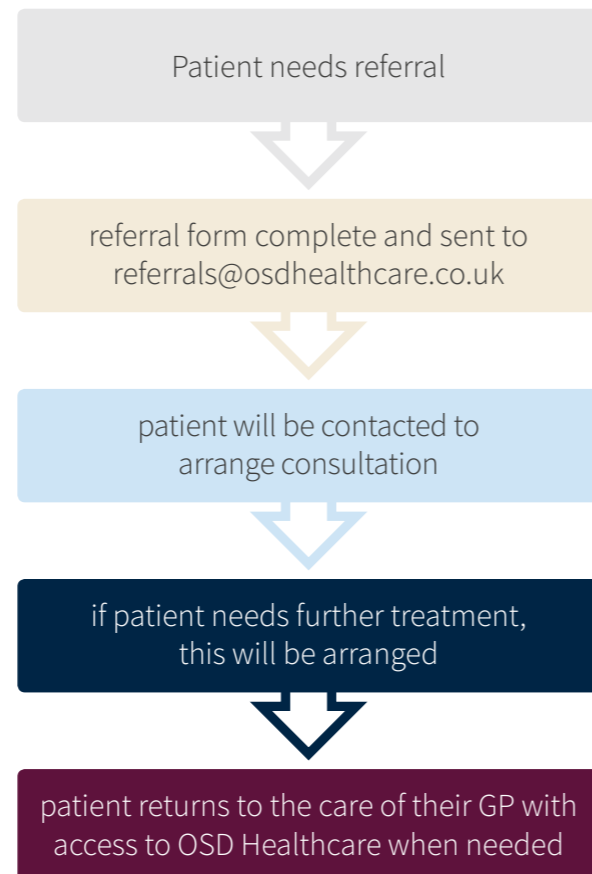 Patient needs referral
referral form complete and sent to
referrals@osdhealthcare.co.uk
patient will be contacted to
arrange consultation
if patient needs further treatment,
this will be arranged
patient returns to the care of their GP with
access to OSD Healthcare when needed